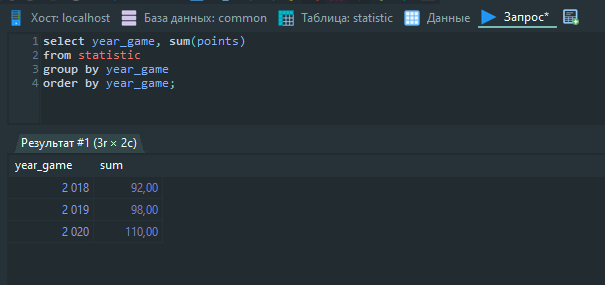 Хост: localhost База данных: common Таблица: statistic Данные Запрос*
1 select year_game, sum(points)
2 from statistic
3 group by year_game
4 order by year_game;
Результат #1 (3r × 2c)
year_game sum
2 018 92,00
2 019 98,00
2 020 110,00